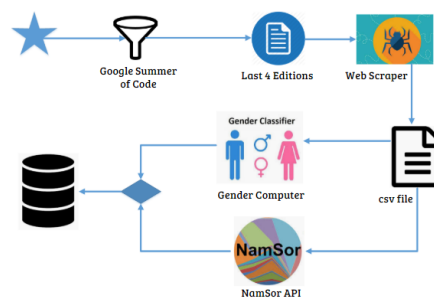 Google Summer
of Code
Last 4 Editions
Web Scraper
Gender Classifier
Gender Computer
csv file
NamSor
NamSor API